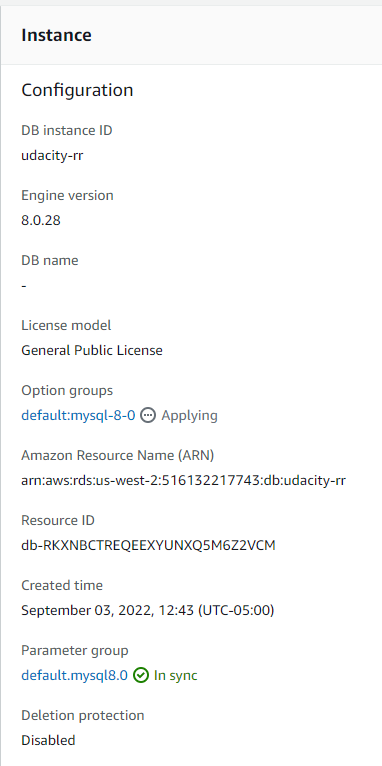 Instance
Configuration
DB instance ID
udacity-rr
Engine version
8.0.28
DB name
-
License model
General Public License
Option groups
default:mysql-8-0 Applying
Amazon Resource Name (ARN)
arn:aws:rds:us-west-2:516132217743:db:udacity-rr
Resource ID
db-RKXNBCTREQEEXYUNXQ5M6Z2VCM
Created time
September 03, 2022, 12:43 (UTC-05:00)
Parameter group
default.mysql8.0 In sync
Deletion protection
Disabled